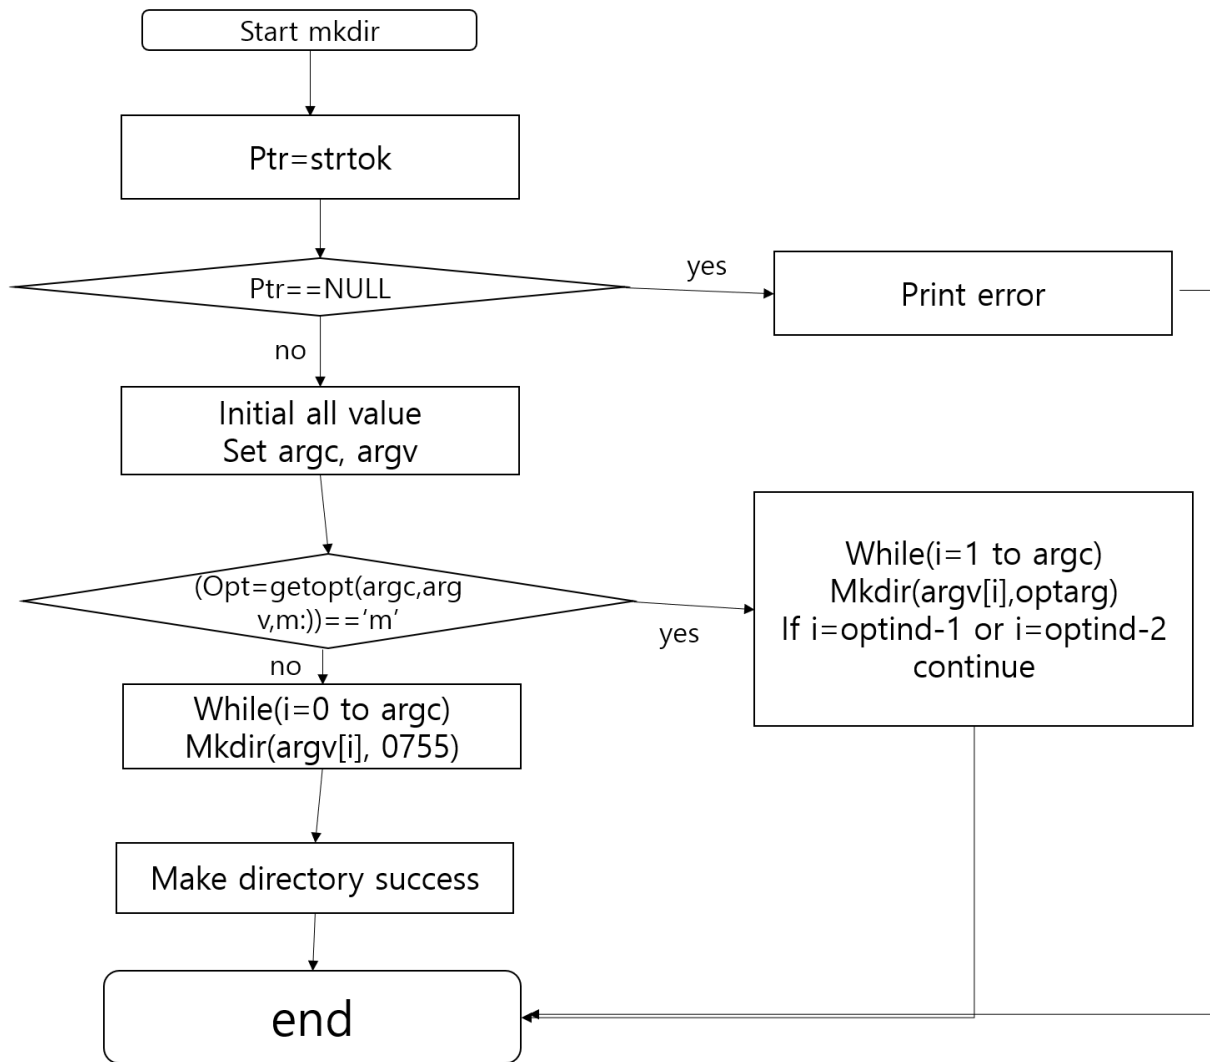 Start mkdir
Ptr=strtok
Ptr==NULL
yes
Print error
no
Initial all value
Set argc, argv
(Opt=getopt(argc,arg
v,m:))==‘m’
yes
While(i=1 to argc)
Mkdir(argv[i],optarg)
If i=optind-1 or i=optind-2
continue
no
While(i=0 to argc)
Mkdir(argv[i], 0755)
Make directory success
end